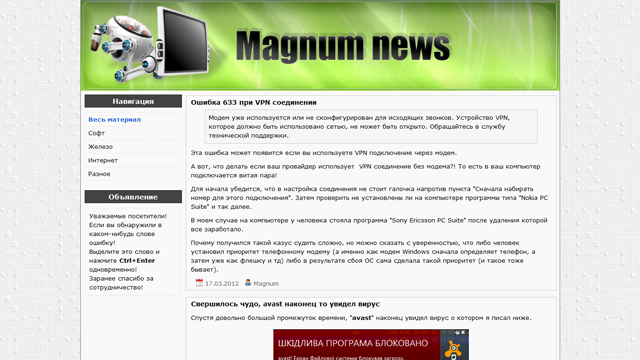 Magnum news
Навигация
Весь материал
Софт
Железо
Интернет
Разное
Объявление
Уважаемые посетители!
Если вы обнаружили в
каком-нибудь слове
ошибку!
Выделите это слово и
нажмите Ctrl+Enter
одновременно!
Заранее спасибо за
сотрудничество!
Ошибка 633 при VPN соединении
Модем уже используется или не сконфигурирован для исходящих звонков. Устройство VPN,
которое должно быть использовано сетью, не может быть открыто. Обращайтесь в службу
технической поддержки.
Эта ошибка может появится если вы используете VPN подключение через модем.
А вот, что делать если ваш провайдер использует VPN соединение без модема?! То есть в ваш компьютер
подключается витая пара!
Для начала убедится, что в настройка соединения не стоит галочка напротив пункта "Сначала набирать
номер для этого подключения". Затем проверить не установлены ли на компьютере программы типа "Nokia PC
Suite" и так далее.
В моем случае на компьютере у человека стояла программа "Sony Ericsson PC Suite" после удаления которой
все заработало.
Почему получился такой казус судить сложно, но можно сказать с уверенностью, что либо человек
установил приоритет телефонному модему (а именно как модем Windows сначала определяет телефон, а
затем уже как флешку и тд) либо в результате сбоя ОС сама сделала такой приоритет (и такое тоже
бывает).
17.03.2012 Magnum
Свершилось чудо, avast наконец то увидел вирус
Спустя довольно большой промежуток времени, "avast" наконец увидел вирус о котором я писал ниже.
ШКІДЛИВА ПРОГРАМА БЛОКОВАНО
avast! Екран Файлової системи блокував загрозу.